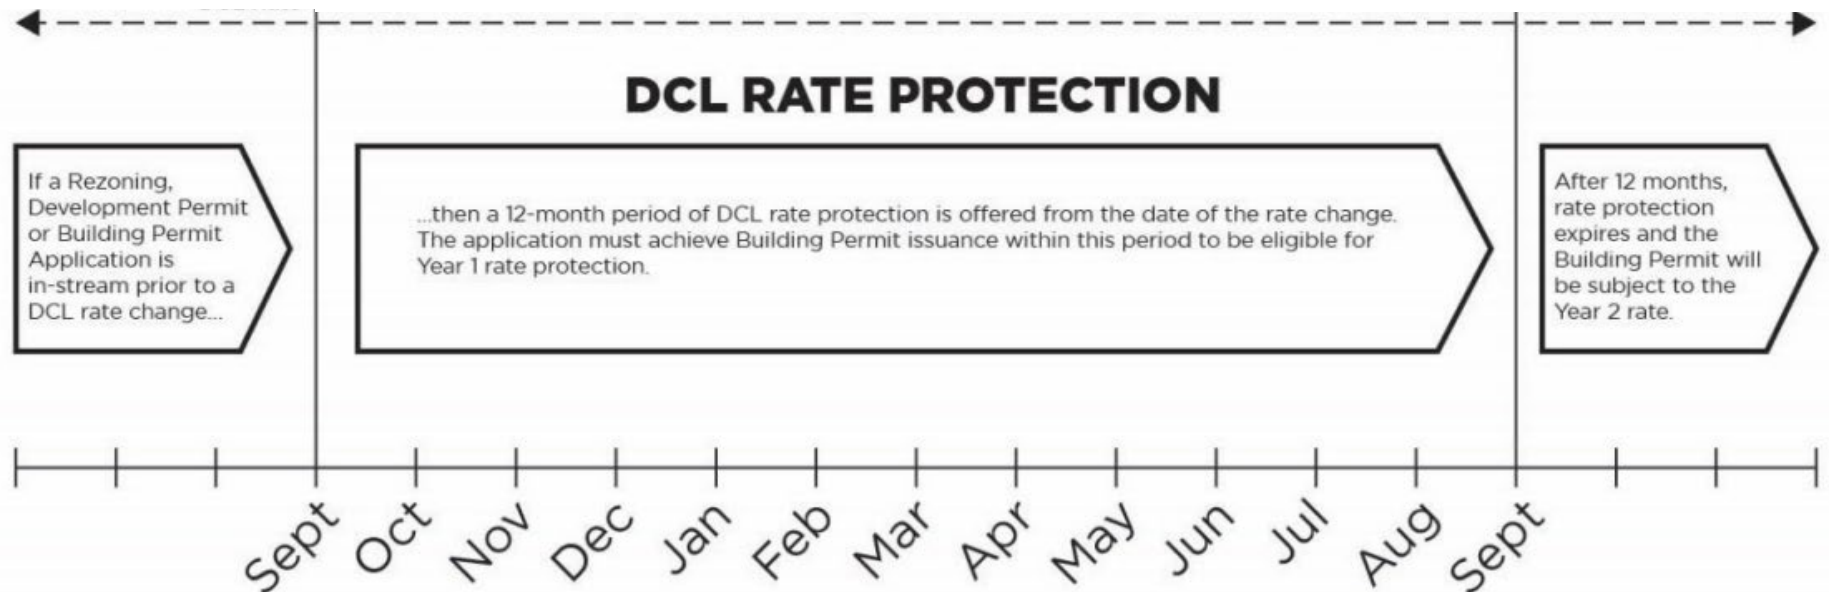 DCL RATE PROTECTION
If a Rezoning,
Development Permit
or Building Permit
Application is
in-stream prior to a
DCL rate change...
...then a 12-month period of DCL rate protection is offered from the date of the rate change.
The application must achieve Building Permit issuance within this period to be eligible for
Year 1 rate protection.
After 12 months,
rate protection
expires and the
Building Permit will
be subject to the
Year 2 rate.
Sept
Oct
Nov
Dec
Jan
Feb
Mar
Apr
May
Jun
Jul
Aug
Sept